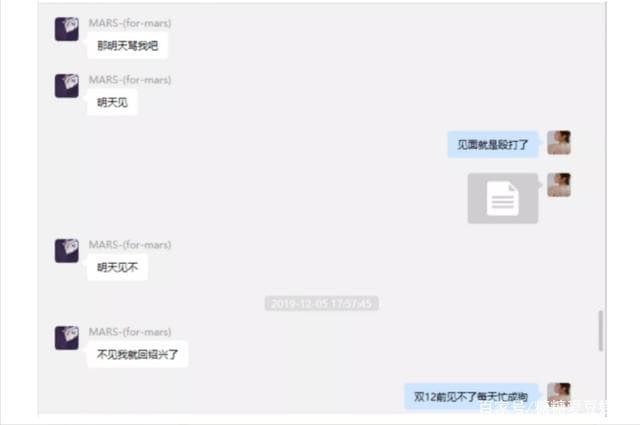 MARS-(for-mars)
那明天骂我吧
MARS-(for-mars)
明天见
见面就是殴打了
MARS-(for-mars)
明天见不
2019-12-05 17:57:45
MARS-(for-mars)
不见我就回绍兴了
双12前见不了每天忙成狗
百家号/